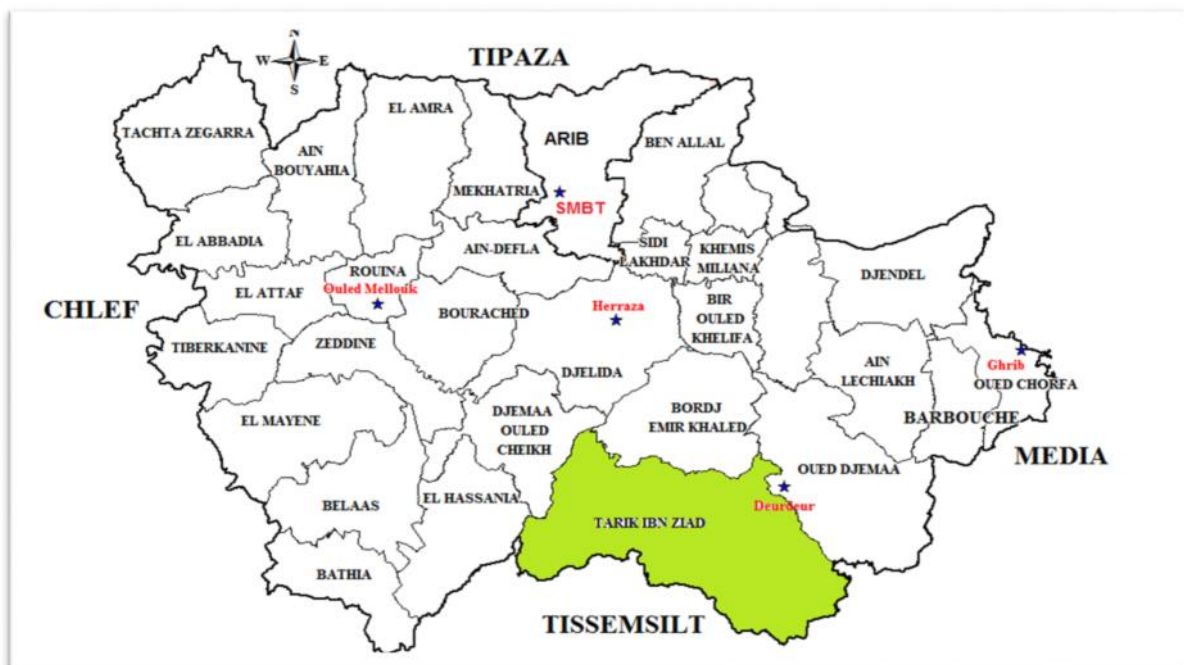 N
W E
S
TIPAZA
TACHTA ZEGARRA
AIN
BOUYAHIA
EL AMRA
ARIB
BEN ALLAL
MEKHATRIA
SMBT
EL ABBADIA
AIN-DEFLA
SIDI
LAKHDAR
KHEMIS
MILIANA
DJENDEL
CHLEF
EL ATTAF
ROUINA
Ouled Mellouk
BOURACHED
Herraza
BIR
OULED
KHELIFA
TIBERKANINE
ZEDDINE
DJELIDA
AIN
LECHIAKH
Ghrib
OUED CHORFA
EL MAYENE
DJEMAA
OULED
CHEIKH
BORDJ
EMIR KHALED
BARBOUCHE
MEDIA
BELAAS
EL HASSANIA
OUED DJEMAA
Deurdeur
TARIK IBN ZIAD
BATHIA
TISSEMSILT